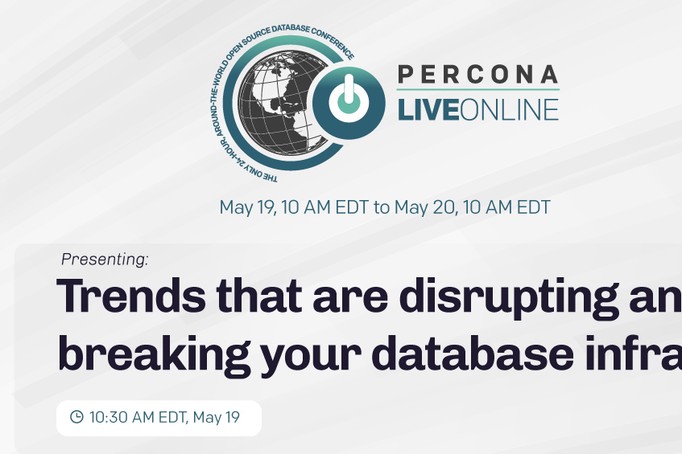 THE ONLY 24-HOUR, AROUND-THE-WORLD OPEN SOURCE DATABASE CONFERENCE
PERCONA
LIVEONLINE
May 19, 10 AM EDT to May 20, 10 AM EDT
Presenting:
Trends that are disrupting an
breaking your database infra
10:30 AM EDT, May 19